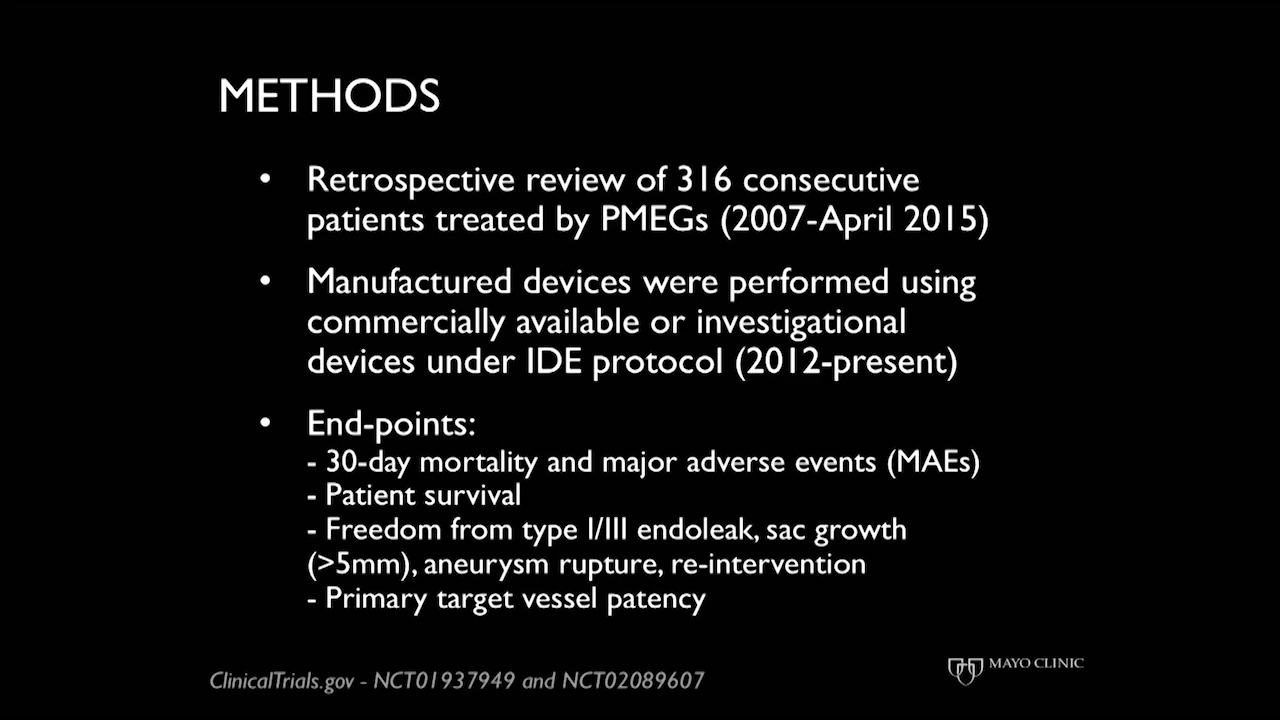 METHODS
• Retrospective review of 316 consecutive
patients treated by PMEGs (2007-April 2015)
• Manufactured devices were performed using
commercially available or investigational
devices under IDE protocol (2012-present)
• End-points:
- 30-day mortality and major adverse events (MAEs)
- Patient survival
- Freedom from type I/III endoleak, sac growth
(>5mm), aneurysm rupture, re-intervention
- Primary target vessel patency
ClinicalTrials.gov - NCT01937949 and NCT02089607
MAYO CLINIC